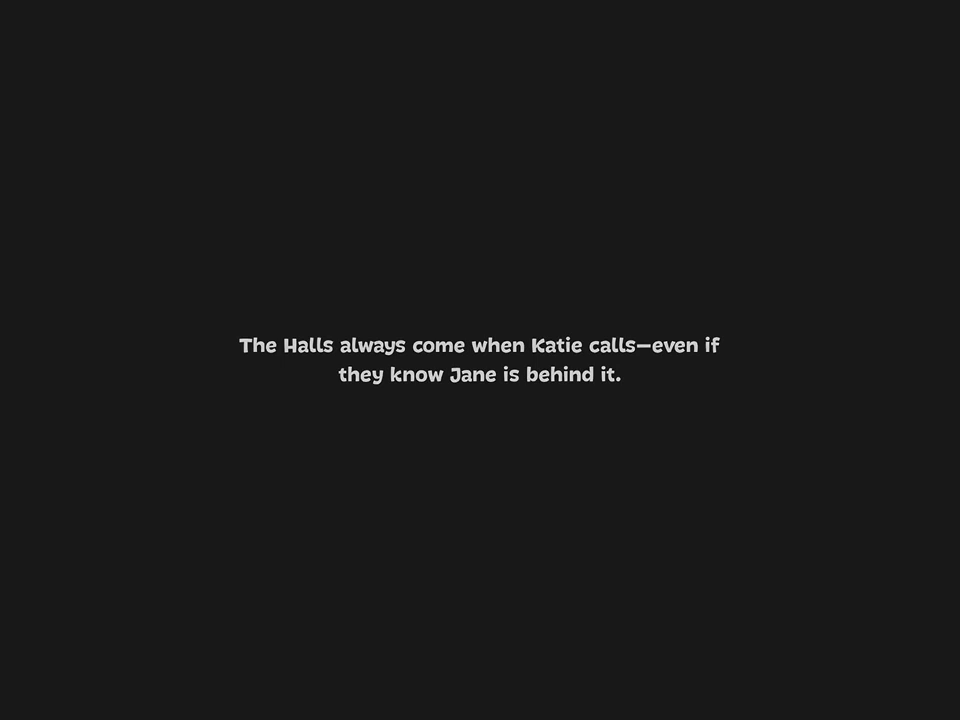 The Halls always come when Katie calls—even if
they know Jane is behind it.